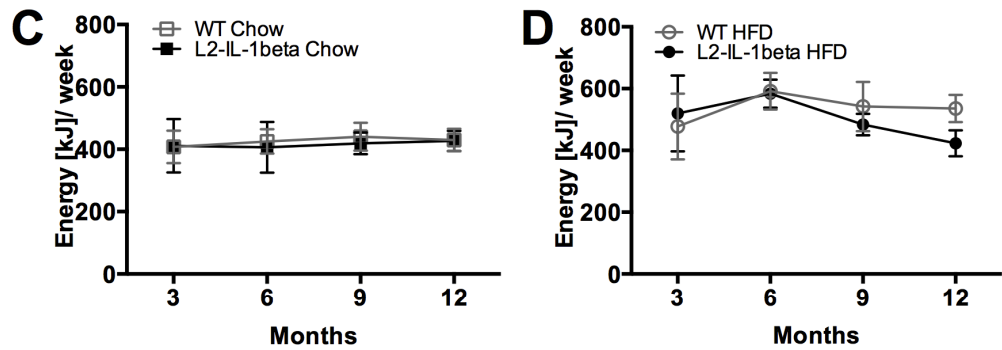 C
WT Chow
L2-IL-1beta Chow
Energy [kJ]/ week
800
600
400
200
0
3 6 9 12
Months
D
WT HFD
L2-IL-1beta HFD
Energy [kJ]/ week
800
600
400
200
0
3 6 9 12
Months